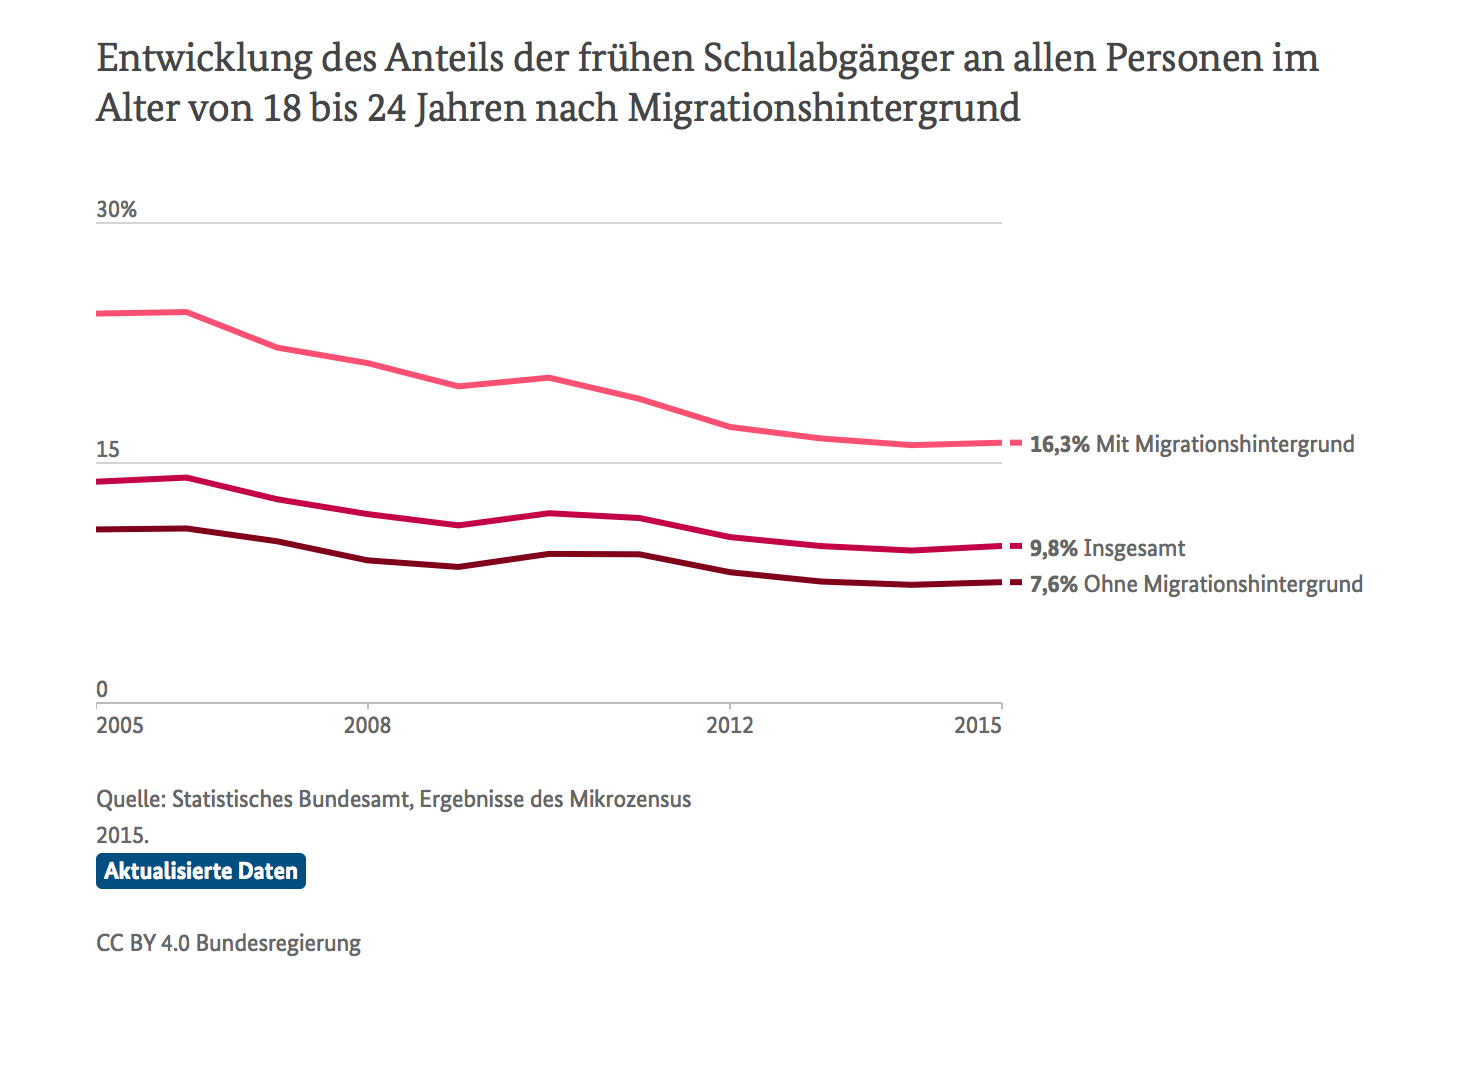 Entwicklung des Anteils der frühen Schulabgänger an allen Personen im
Alter von 18 bis 24 Jahren nach Migrationshintergrund
30%
15
16,3% Mit Migrationshintergrund
9,8% Insgesamt
7,6% Ohne Migrationshintergrund
0
2005 2008 2012 2015
Quelle: Statistisches Bundesamt, Ergebnisse des Mikrozensus
2015.
Aktualisierte Daten
CC BY 4.0 Bundesregierung